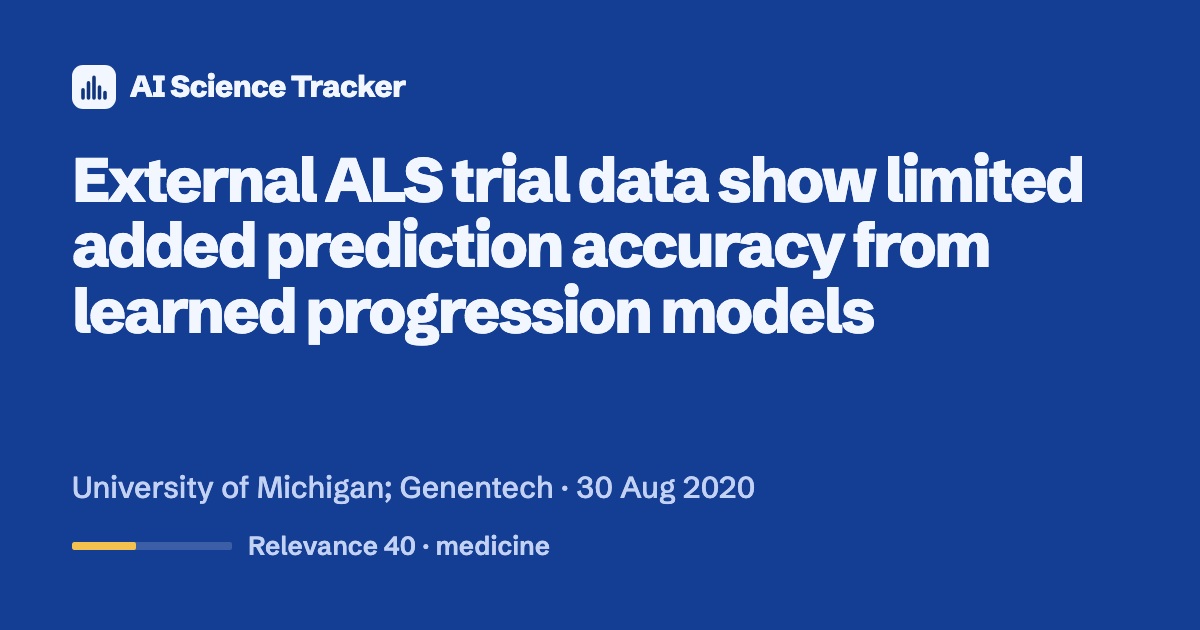 AI Science Tracker
External ALS trial data show limited
added prediction accuracy from
learned progression models
University of Michigan; Genentech · 30 Aug 2020
Relevance 40 · medicine